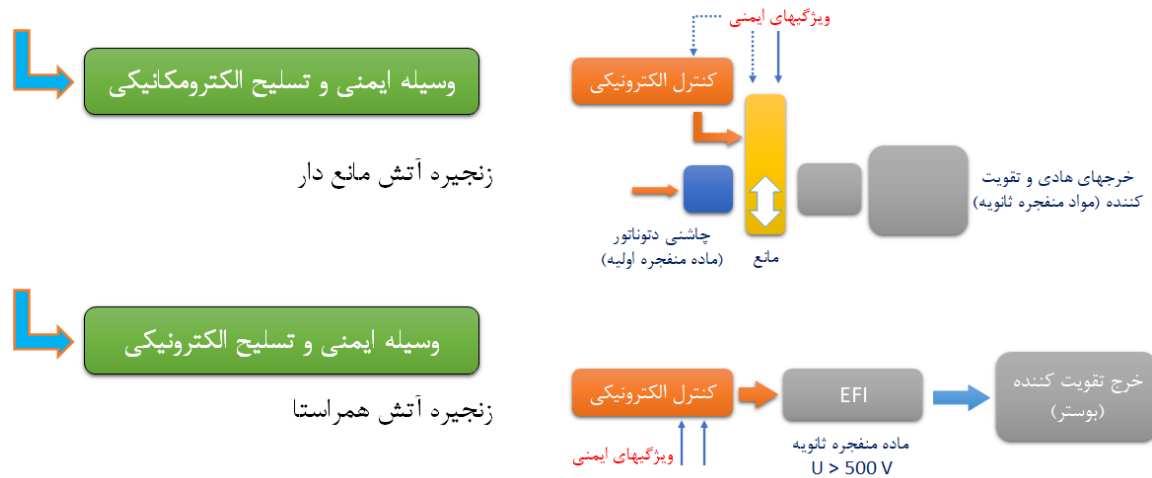 ویژگیهای ایمنی
وسیله ایمنی و تسلیح الکترومکانیکی
کنترل الکترونیکی
زنجیره آتش مانع دار
خرجهای هادی و تقویت
کننده (مواد منفجره ثانویه)
چاشنی دتوناتور
(ماده منفجره اولیه)
مانع
وسیله ایمنی و تسلیح الکترونیکی
زنجیره آتش همراستا
کنترل الکترونیکی
EFI
خرج تقویت کننده
(بوستر)
ویژگیهای ایمنی
ماده منفجره ثانویه
U > 500 V